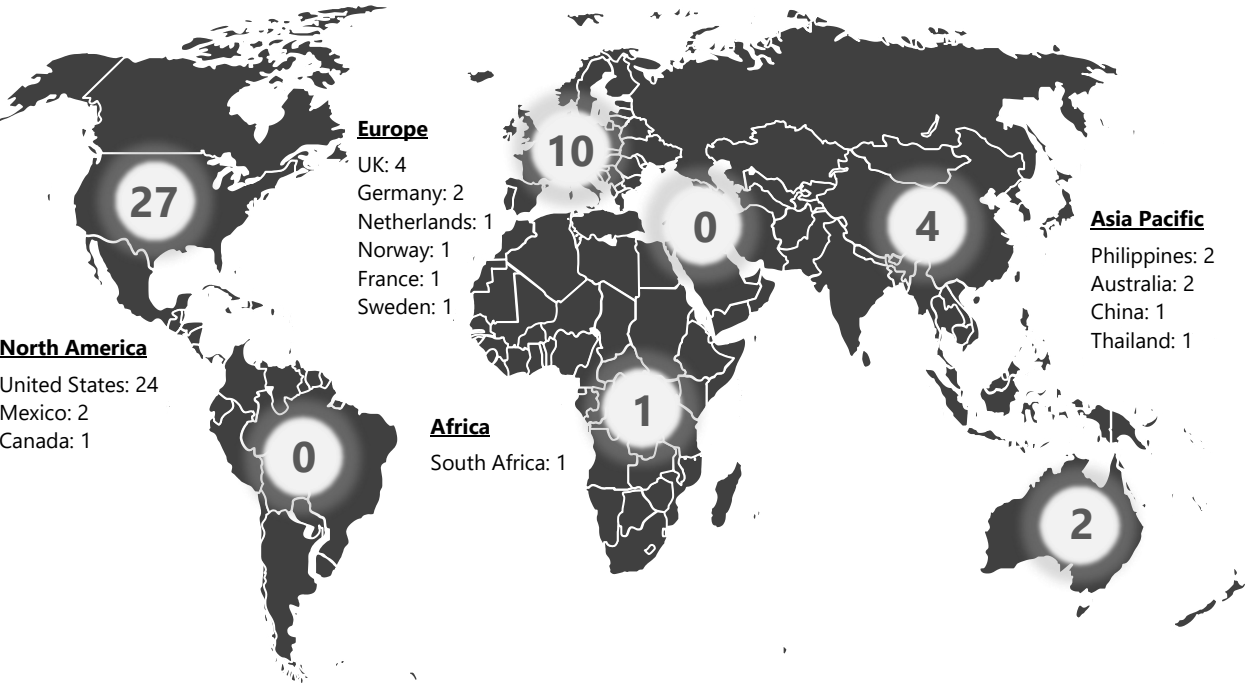 Europe
UK: 4
Germany: 2
Netherlands: 1
Norway: 1
France: 1
Sweden: 1
10
27
0
4
Asia Pacific
Philippines: 2
Australia: 2
China: 1
Thailand: 1
North America
United States: 24
Mexico: 2
Canada: 1
0
Africa
South Africa: 1
1
2